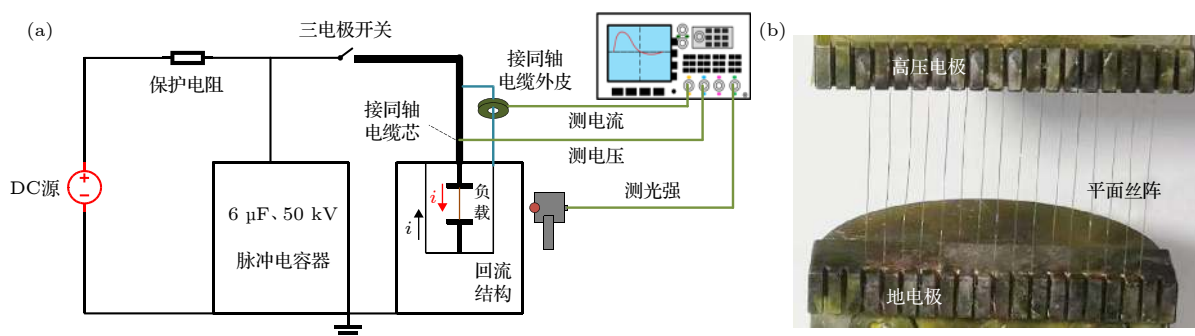 (a)
三电极开关
保护电阻
接同轴
电缆外皮
接同轴
电缆芯
测电流
测电压
测光强
DC源
6 μF、50 kV
脉冲电容器
i
i
负
载
回流
结构
(b)
高压电极
平面丝阵
地电极